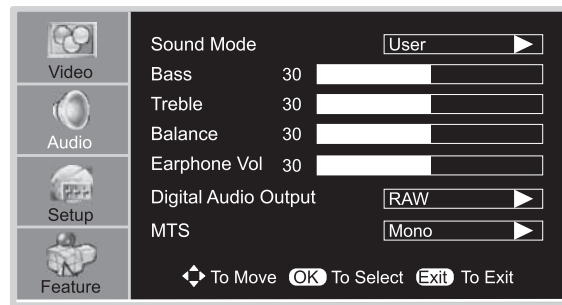 Video
Audio
Setup
Feature
Sound Mode User
Bass 30
Treble 30
Balance 30
Earphone Vol 30
Digital Audio Output RAW
MTS Mono
To Move OK To Select Exit To Exit